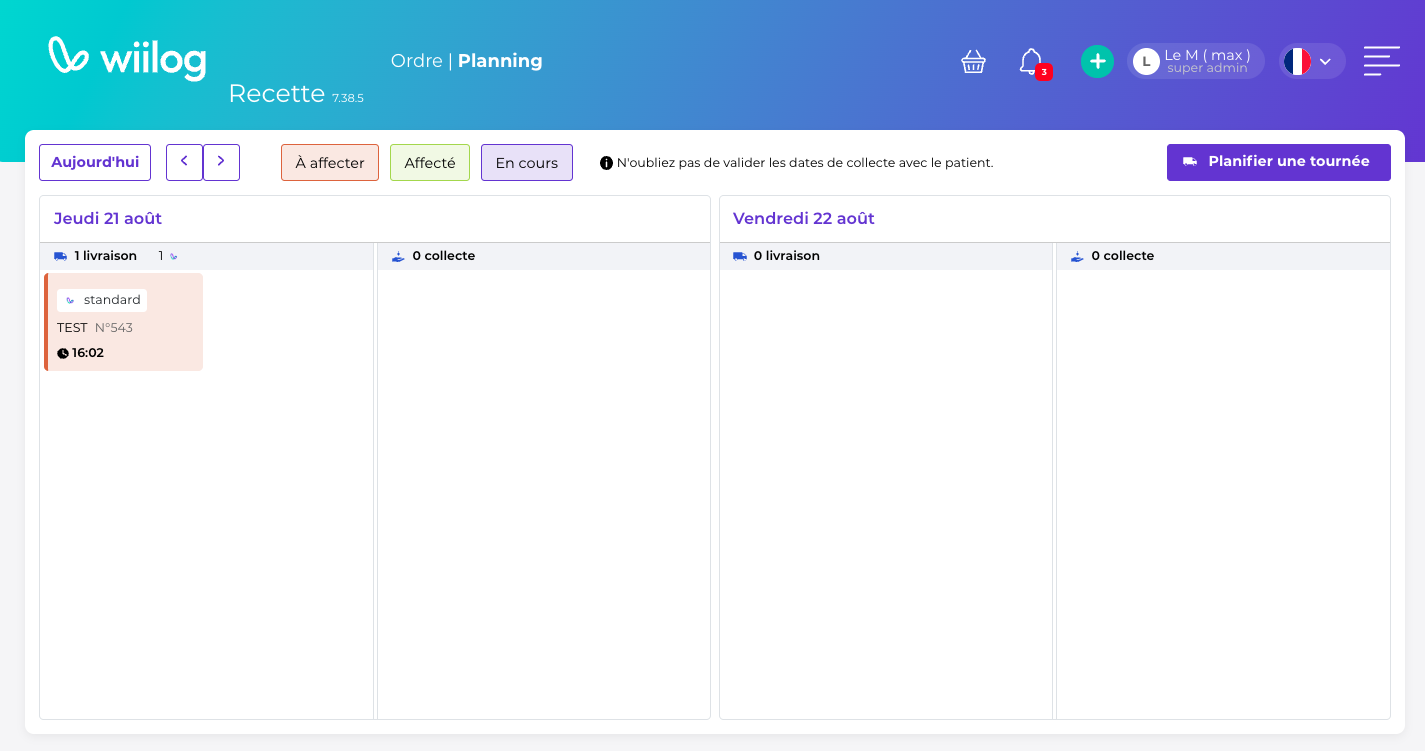 wiilog
Recette 7.38.5
Ordre | Planning
3
L
Le M ( max )
super admin
Aujourd'hui
À affecter
Affecté
En cours
N'oubliez pas de valider les dates de collecte avec le patient.
Planifier une tournée
Jeudi 21 août
1 livraison 1
0 collecte
standard
TEST N°543
16:02
Vendredi 22 août
0 livraison
0 collecte